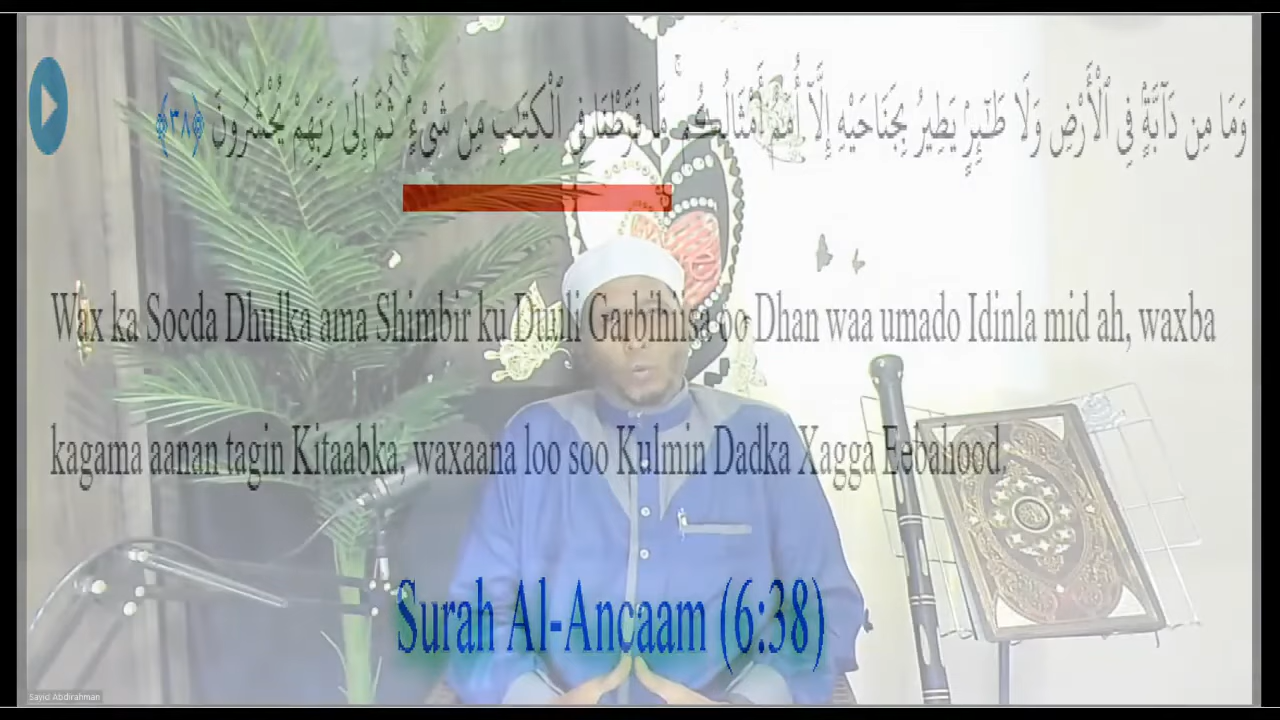 وَمَا مِن دَآبَّةٍۢ فِى ٱلْأَرْضِ وَلَا طَـٰٓئِرٍۢ يَطِيرُ بِجَنَاحَيْهِ إِلَّآ أُمَمٌ أَمْثَالُكُم ۚ مَّا فَرَّطْنَا فِى ٱلْكِتَـٰبِ مِن شَىْءٍۢ ۚ ثُمَّ إِلَىٰ رَبِّهِمْ يُحْشَرُونَ ﴿٣٨﴾
Wax ka Socda Dhulka ama Shimbir ku Duuli Garbihiisa oo Dhan waa umado Idinla mid ah, waxba
kagama aanan tagin Kitaabka, waxaana loo soo Kulmin Dadka Xagga Eebahood.
Surah Al-Ancaam (6:38)
Sayid Abdirahman